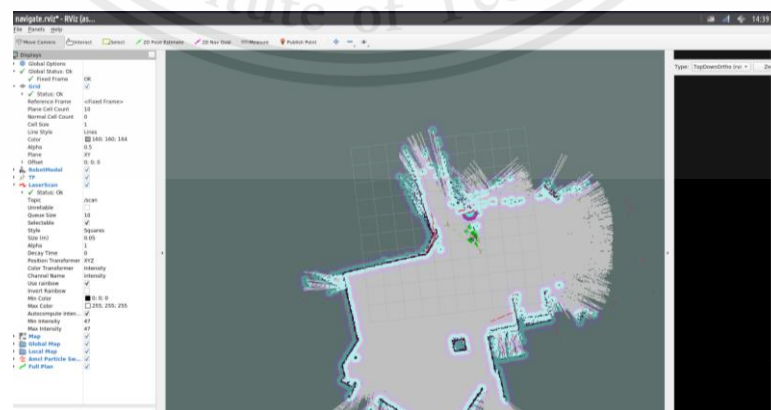 navigate.rviz* - RViz (as...
14:39
File Panels Help
Move Camera Interact Select 2D Pose Estimate 2D Nav Goal Measure Publish Point
Displays
Global Options
Global Status: Ok
Fixed Frame OK
Grid
Status: Ok
Reference Frame <Fixed Frame>
Plane Cell Count 10
Normal Cell Count 0
Cell Size 1
Line Style Lines
Color 160; 160; 164
Alpha 0.5
Plane XY
Offset 0; 0; 0
RobotModel
TF
LaserScan
Status: Ok
Topic /scan
Unreliable
Queue Size 10
Selectable
Style Squares
Size (m) 0.05
Alpha 1
Decay Time 0
Position Transformer XYZ
Color Transformer Intensity
Channel Name intensity
Use rainbow
Invert Rainbow
Min Color 0; 0; 0
Max Color 255; 255; 255
Autocompute Inten...
Min Intensity 47
Max Intensity 47
Map
Global Map
Local Map
Amcl Particle Sw...
Full Plan
Type: TopDownOrtho